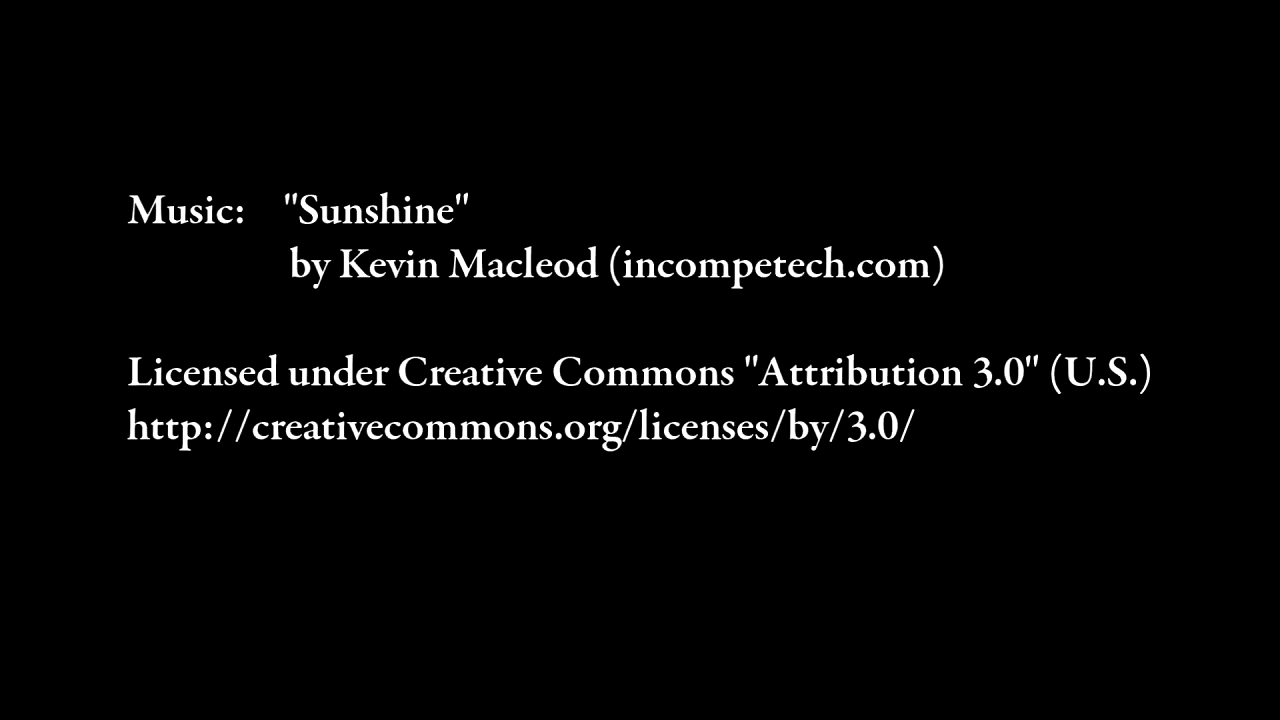 Music: "Sunshine"
by Kevin Macleod (incompetech.com)
Licensed under Creative Commons "Attribution 3.0" (U.S.)
http://creativecommons.org/licenses/by/3.0/